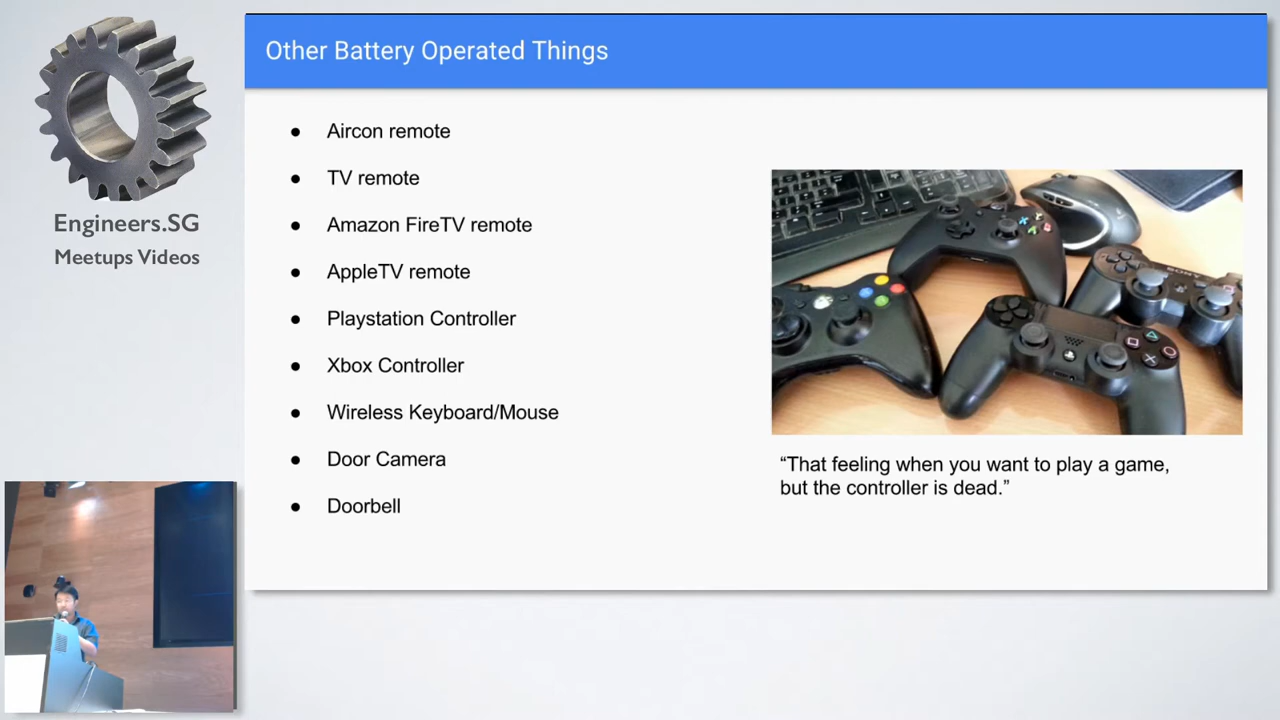 Other Battery Operated Things
Engineers.SG
Meetups Videos
● Aircon remote
● TV remote
● Amazon FireTV remote
● AppleTV remote
● Playstation Controller
● Xbox Controller
● Wireless Keyboard/Mouse
● Door Camera
● Doorbell
SONY
“That feeling when you want to play a game,
but the controller is dead.”